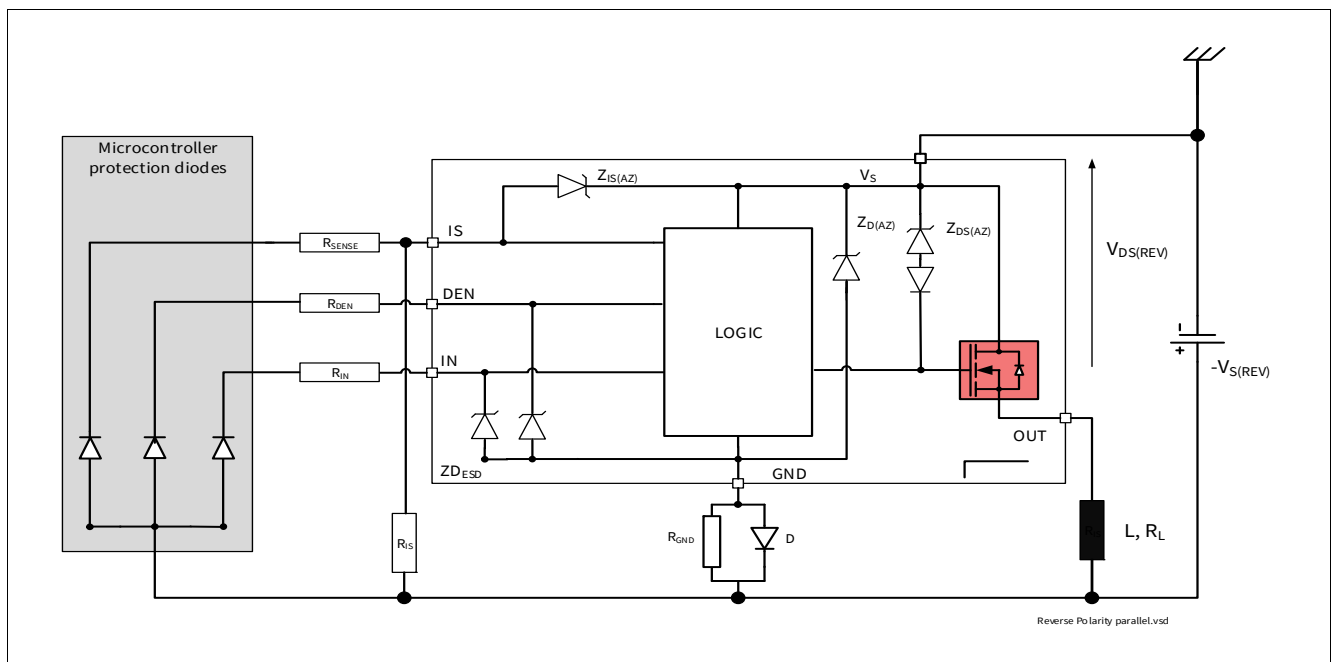 Microcontroller
protection diodes
Z_IS(AZ)
V_S
Z_D(AZ)
Z_DS(AZ)
V_DS(REV)
R_SENSE
IS
R_DEN
DEN
LOGIC
-
+
-V_S(REV)
R_IN
IN
OUT
ZD_ESD
GND
R_IS
R_GND
D
L, R_L
Reverse Polarity parallel.vsd